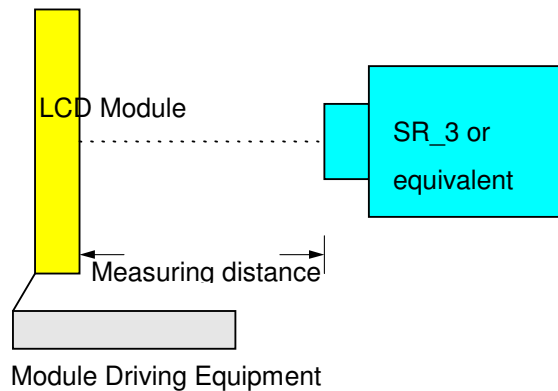 LCD Module
SR_3 or
equivalent
Measuring distance
Module Driving Equipment